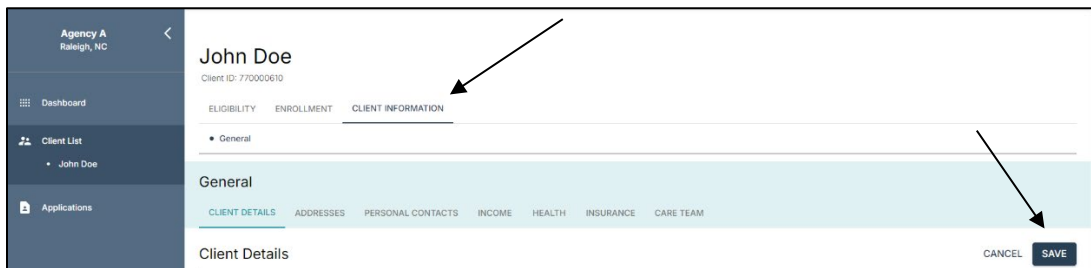 Agency A
Raleigh, NC
Dashboard
Client List
• John Doe
Applications
John Doe
Client ID: 770000610
ELIGIBILITY ENROLLMENT CLIENT INFORMATION
• General
General
CLIENT DETAILS ADDRESSES PERSONAL CONTACTS INCOME HEALTH INSURANCE CARE TEAM
Client Details CANCEL SAVE